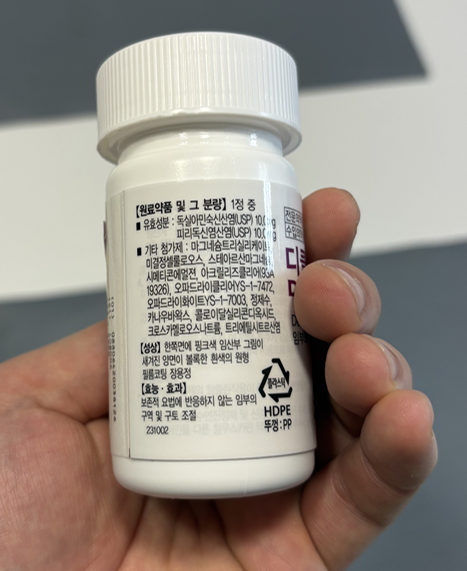 【원료약품 및 그 분량】 1정 중
■ 유효성분 : 독실아민숙신산염(USP)
피리독신염산염(USP)
■ 기타 첨가제 : 마그네슘트리실리케이트,
미결정셀룰로오스, 스테아르산마그네슘,
시메티콘에멀젼, 아크릴리즈클리어(93A
19326), 오파드라이클리어YS-1-7472,
오파드라이화이트YS-1-7003, 정제수,
카나우바왁스, 콜로이달실리콘디옥시드,
크로스카멜로오스나트륨, 트리에틸시트르산염
【성상】 한쪽면에 핑크색 임산부 그림이
새겨진 양면이 볼록한 흰색의 원형
필름코팅 장용정
【효능·효과】
보존적 요법에 반응하지 않는 임부의
구역 및 구토 조절
231002
플라스틱
HDPE
뚜껑:PP
전문의
수입의
디